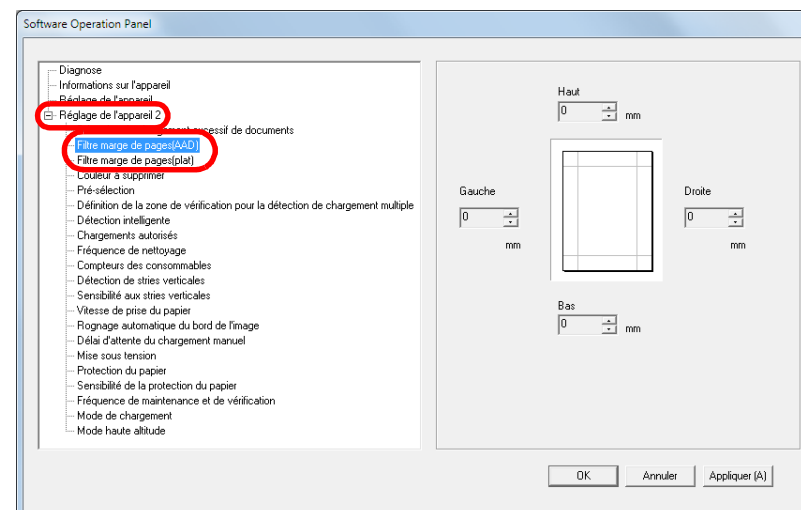 Software Operation Panel
Diagnose
Informations sur l'appareil
Réglage de l'appareil
Réglage de l'appareil 2
excessif de documents
Filtre marge de pages(AAD)
Filtre marge de pages(plat)
Couleur à supprimer
Pré-sélection
Définition de la zone de vérification pour la détection de chargement multiple
Détection intelligente
Chargements autorisés
Fréquence de nettoyage
Compteurs des consommables
Détection de stries verticales
Sensibilité aux stries verticales
Vitesse de prise du papier
Rognage automatique du bord de l'image
Délai d'attente du chargement manuel
Mise sous tension
Protection du papier
Sensibilité de la protection du papier
Fréquence de maintenance et de vérification
Mode de chargement
Mode haute altitude
Haut
0 mm
Gauche
0
mm
Droite
0
mm
Bas
0 mm
OK Annuler Appliquer (A)